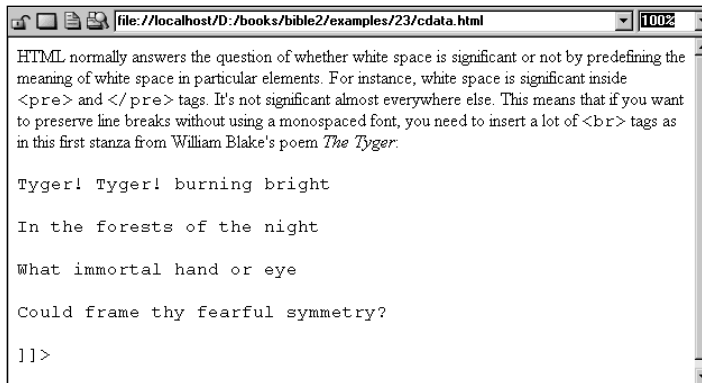 file://localhost/D:/books/bible2/examples/23/cdata.html 100%
HTML normally answers the question of whether white space is significant or not by predefining the
meaning of white space in particular elements. For instance, white space is significant inside
<pre> and </pre> tags. It's not significant almost everywhere else. This means that if you want
to preserve line breaks without using a monospaced font, you need to insert a lot of <br> tags as
in this first stanza from William Blake's poem The Tyger:
Tyger! Tyger! burning bright
In the forests of the night
What immortal hand or eye
Could frame thy fearful symmetry?
]]>